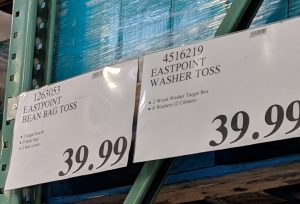 1263053
EASTPOINT
BEAN BAG TOSS
39.99
4516219
EASTPOINT
WASHER TOSS
• 2 Wood Washer Target Box
• 8 Washers (2 Colours)
39.99